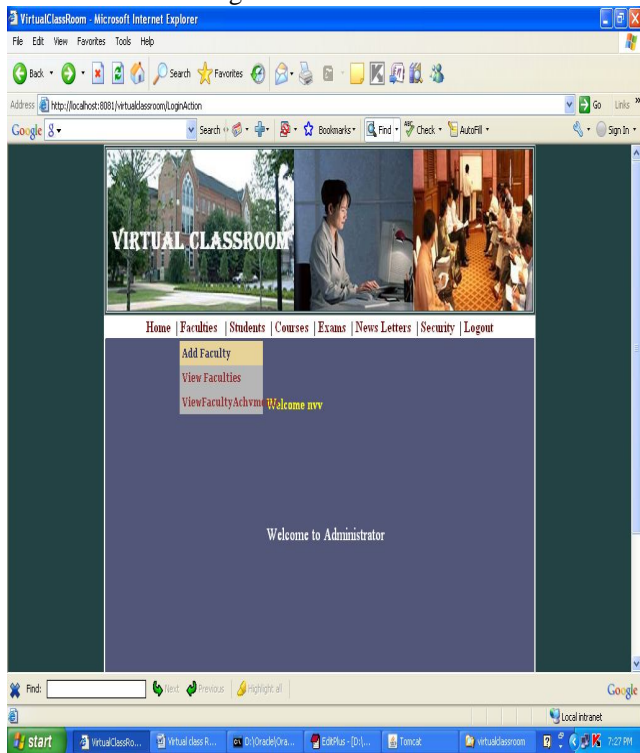 VirtualClassRoom - Microsoft Internet Explorer
File Edit View Favorites Tools Help
Back Search Favorites
Address http://localhost:8081/virtualclassroom/LoginAction Go Links »
Google Search Bookmarks Find Check AutoFill Sign In
VIRTUAL CLASSROOM
Home | Faculties | Students | Courses | Exams | News Letters | Security | Logout
Add Faculty
View Faculties
ViewFacultyAchvme
Welcome nvv
Welcome to Administrator
Find: Next Previous Highlight all Google
Local intranet
start VirtualClassRo... Virtual class R... D:\Oracle\Ora... EditPlus - [D:\... Tomcat virtualclassroom 7:27 PM